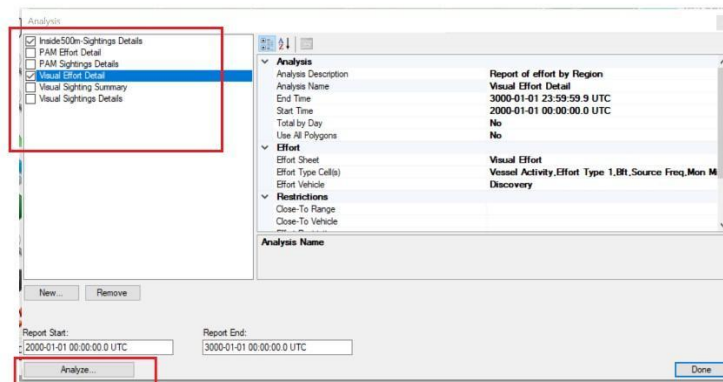 Analysis
Inside500m-Sightings Details
PAM Effort Detail
PAM Sightings Details
Visual Effort Detail
Visual Sighting Summary
Visual Sightings Details
New...
Remove
Analysis
Analysis Description Report of effort by Region
Analysis Name Visual Effort Detail
End Time 3000-01-01 23:59:59.9 UTC
Start Time 2000-01-01 00:00:00.0 UTC
Total by Day No
Use All Polygons No
Effort
Effort Sheet Visual Effort
Effort Type Cell(s) Vessel Activity,Effort Type 1,Bft,Source Freq,Mon Mi
Effort Vehicle Discovery
Restrictions
Close-To Range
Close-To Vehicle
Analysis Name
Report Start:
Report End:
2000-01-01 00:00:00.0 UTC
3000-01-01 00:00:00.0 UTC
Analyze...
Done